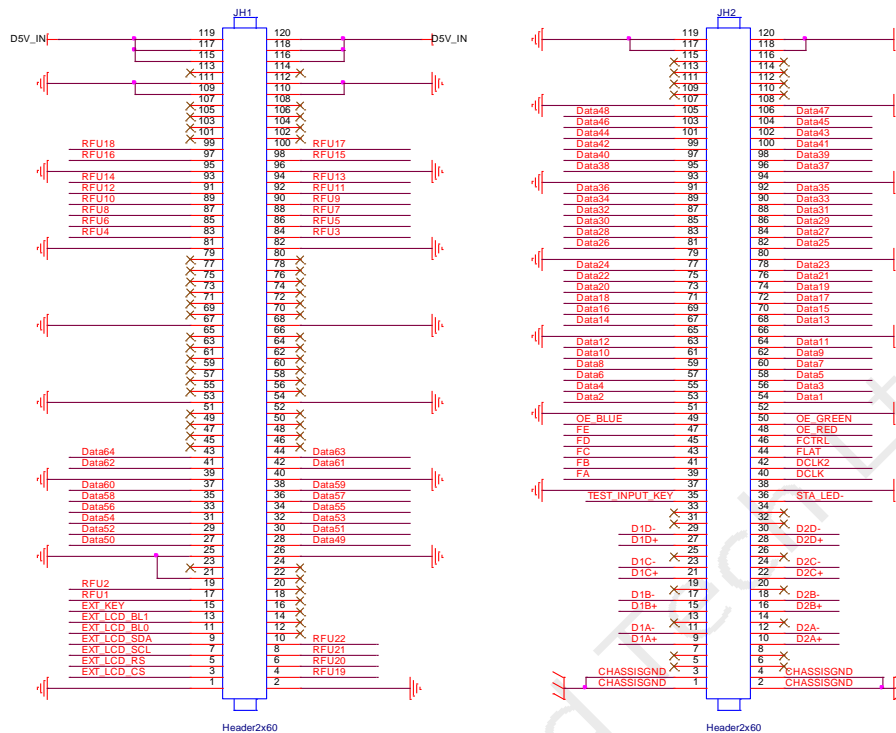 JH1
D5V_IN 119 120 D5V_IN
117 118
115 116
113 114
111 112
109 110
107 108
105 106
103 104
101 102
RFU18 99 100 RFU17
RFU16 97 98 RFU15
95 96
RFU14 93 94 RFU13
RFU12 91 92 RFU11
RFU10 89 90 RFU9
RFU8 87 88 RFU7
RFU6 85 86 RFU5
RFU4 83 84 RFU3
81 82
79 80
77 78
75 76
73 74
71 72
69 70
67 68
65 66
63 64
61 62
59 60
57 58
55 56
53 54
51 52
49 50
47 48
45 46
Data64 43 44 Data63
Data62 41 42 Data61
39 40
Data60 37 38 Data59
Data58 35 36 Data57
Data56 33 34 Data55
Data54 31 32 Data53
Data52 29 30 Data51
Data50 27 28 Data49
25 26
23 24
21 22
RFU2 19 20
RFU1 17 18
EXT_KEY 15 16
EXT_LCD_BL1 13 14
EXT_LCD_BL0 11 12
EXT_LCD_SDA 9 10 RFU22
EXT_LCD_SCL 7 8 RFU21
EXT_LCD_RS 5 6 RFU20
EXT_LCD_CS 3 4 RFU19
1 2
Header2x60
JH2
119 120
117 118
115 116
113 114
111 112
109 110
107 108
Data48 105 106 Data47
Data46 103 104 Data45
Data44 101 102 Data43
Data42 99 100 Data41
Data40 97 98 Data39
Data38 95 96 Data37
93 94
Data36 91 92 Data35
Data34 89 90 Data33
Data32 87 88 Data31
Data30 85 86 Data29
Data28 83 84 Data27
Data26 81 82 Data25
79 80
Data24 77 78 Data23
Data22 75 76 Data21
Data20 73 74 Data19
Data18 71 72 Data17
Data16 69 70 Data15
Data14 67 68 Data13
65 66
Data12 63 64 Data11
Data10 61 62 Data9
Data8 59 60 Data7
Data6 57 58 Data5
Data4 55 56 Data3
Data2 53 54 Data1
51 52
OE_BLUE 49 50 OE_GREEN
FE 47 48 OE_RED
FD 45 46 FCTRL
FC 43 44 FLAT
FB 41 42 DCLK2
FA 39 40 DCLK
37 38
TEST_INPUT_KEY 35 36 STA_LED-
33 34
31 32
D1D- 29 30 D2D-
D1D+ 27 28 D2D+
25 26
D1C- 23 24 D2C-
D1C+ 21 22 D2C+
19 20
D1B- 17 18 D2B-
D1B+ 15 16 D2B+
13 14
D1A- 11 12 D2A-
D1A+ 9 10 D2A+
7 8
5 6
CHASSISGND 3 4 CHASSISGND
CHASSISGND 1 2 CHASSISGND
Header2x60
Tech